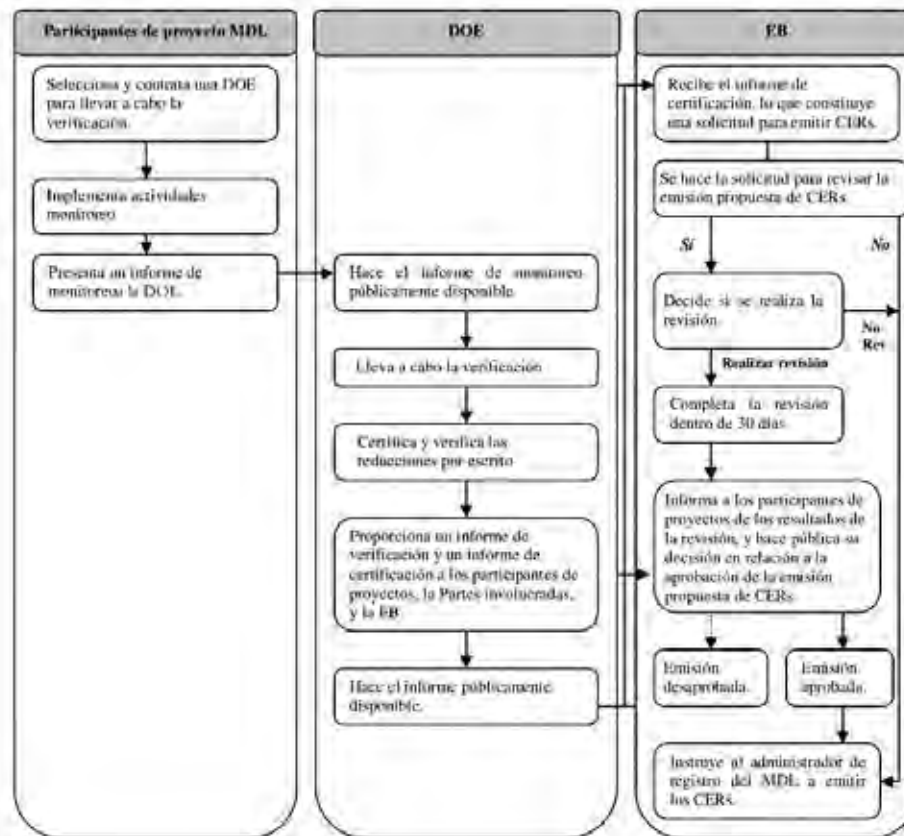 Participantes de proyecto MDL
Selecciona y contrata una DOE
para llevar a cabo la
verificación.
Implementa actividades
monitoreo
Presenta un informe de
monitoreoa la DOE.
DOE
Hace el informe de monitoreo
públicamente disponible
Lleva a cabo la verificación
Certifica y verifica las
reducciones por escrito
Proporciona un informe de
verificación y un informe de
certificación a los participantes de
proyectos, la Partes involucradas,
y la EB
Hace el informe públicamente
disponible.
EB
Recibe el informe de
certificación, lo que constituye
una solicitud para emitir CERs.
Se hace la solicitud para revisar la
emisión propuesta de CERs
Sí
No
Decide si se realiza la
revisión
No
Rev
Realizar revisión
Completa la revisión
dentro de 30 días
Informa a los participantes de
proyectos de los resultados de
la revisión, y hace pública su
decisión en relación a la
aprobación de la emisión
propuesta de CERs
Emisión
desaprobada.
Emisión
aprobada.
Instruye al administrador de
registro del MDL a emitir
los CERs.